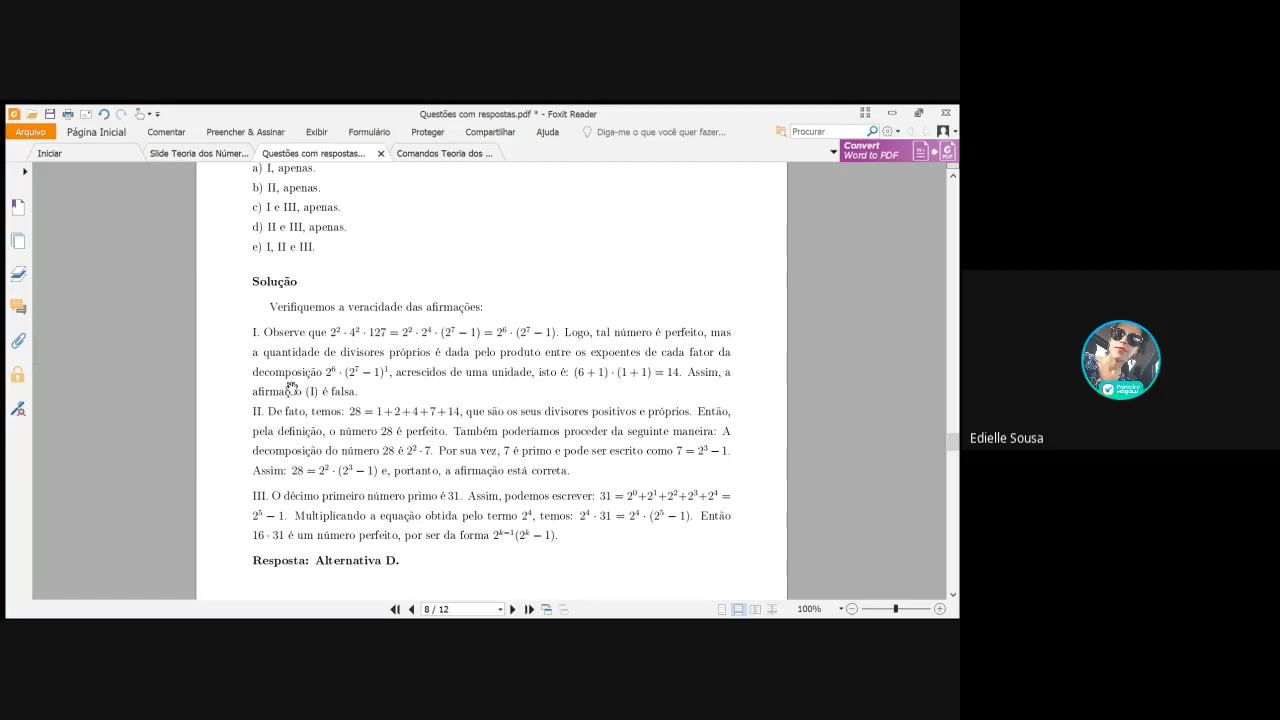 Questões com respostas.pdf * - Foxit Reader
Arquivo Página Inicial Comentar Preencher & Assinar Exibir Formulário Proteger Compartilhar Ajuda Diga-me o que você quer fazer... Procurar
Iniciar Slide Teoria dos Númer... Questões com respostas... Comandos Teoria dos ... Convert
Word to PDF
a) I, apenas.
b) II, apenas.
c) I e III, apenas.
d) II e III, apenas.
e) I, II e III.
Solução
Verifiquemos a veracidade das afirmações:
I. Observe que 2² · 4² · 127 = 2² · 2⁴ · (2⁷ − 1) = 2⁶ · (2⁷ − 1). Logo, tal número é perfeito, mas
a quantidade de divisores próprios é dada pelo produto entre os expoentes de cada fator da
decomposição 2⁶ · (2⁷ − 1)¹, acrescidos de uma unidade, isto é: (6 + 1) · (1 + 1) = 14. Assim, a
afirmação (I) é falsa.
II. De fato, temos: 28 = 1 + 2 + 4 + 7 + 14, que são os seus divisores positivos e próprios. Então,
pela definição, o número 28 é perfeito. Também poderíamos proceder da seguinte maneira: A
decomposição do número 28 é 2² · 7. Por sua vez, 7 é primo e pode ser escrito como 7 = 2³ − 1.
Assim: 28 = 2² · (2³ − 1) e, portanto, a afirmação está correta.
III. O décimo primeiro número primo é 31. Assim, podemos escrever: 31 = 2⁰+2¹+2²+2³+2⁴ =
2⁵ − 1. Multiplicando a equação obtida pelo termo 2⁴, temos: 2⁴ · 31 = 2⁴ · (2⁵ − 1). Então
16 · 31 é um número perfeito, por ser da forma 2ᵏ⁻¹(2ᵏ − 1).
Resposta: Alternativa D.
8 / 12 100%
Edielle Sousa